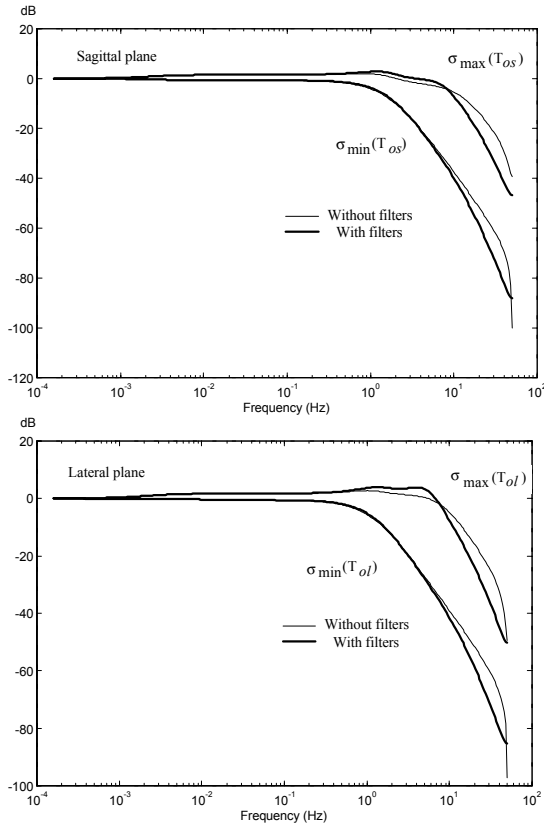 dB
20
Sagittal plane
σmax(Tos)
0
-20
σmin(Tos)
-40
Without filters
With filters
-60
-80
-100
-120
10-4 10-3 10-2 10-1 100 101 102
Frequency (Hz)
dB
20
Lateral plane
σmax(Tol)
0
-20
σmin(Tol)
-40
Without filters
With filters
-60
-80
-100
10-4 10-3 10-2 10-1 100 101 102
Frequency (Hz)